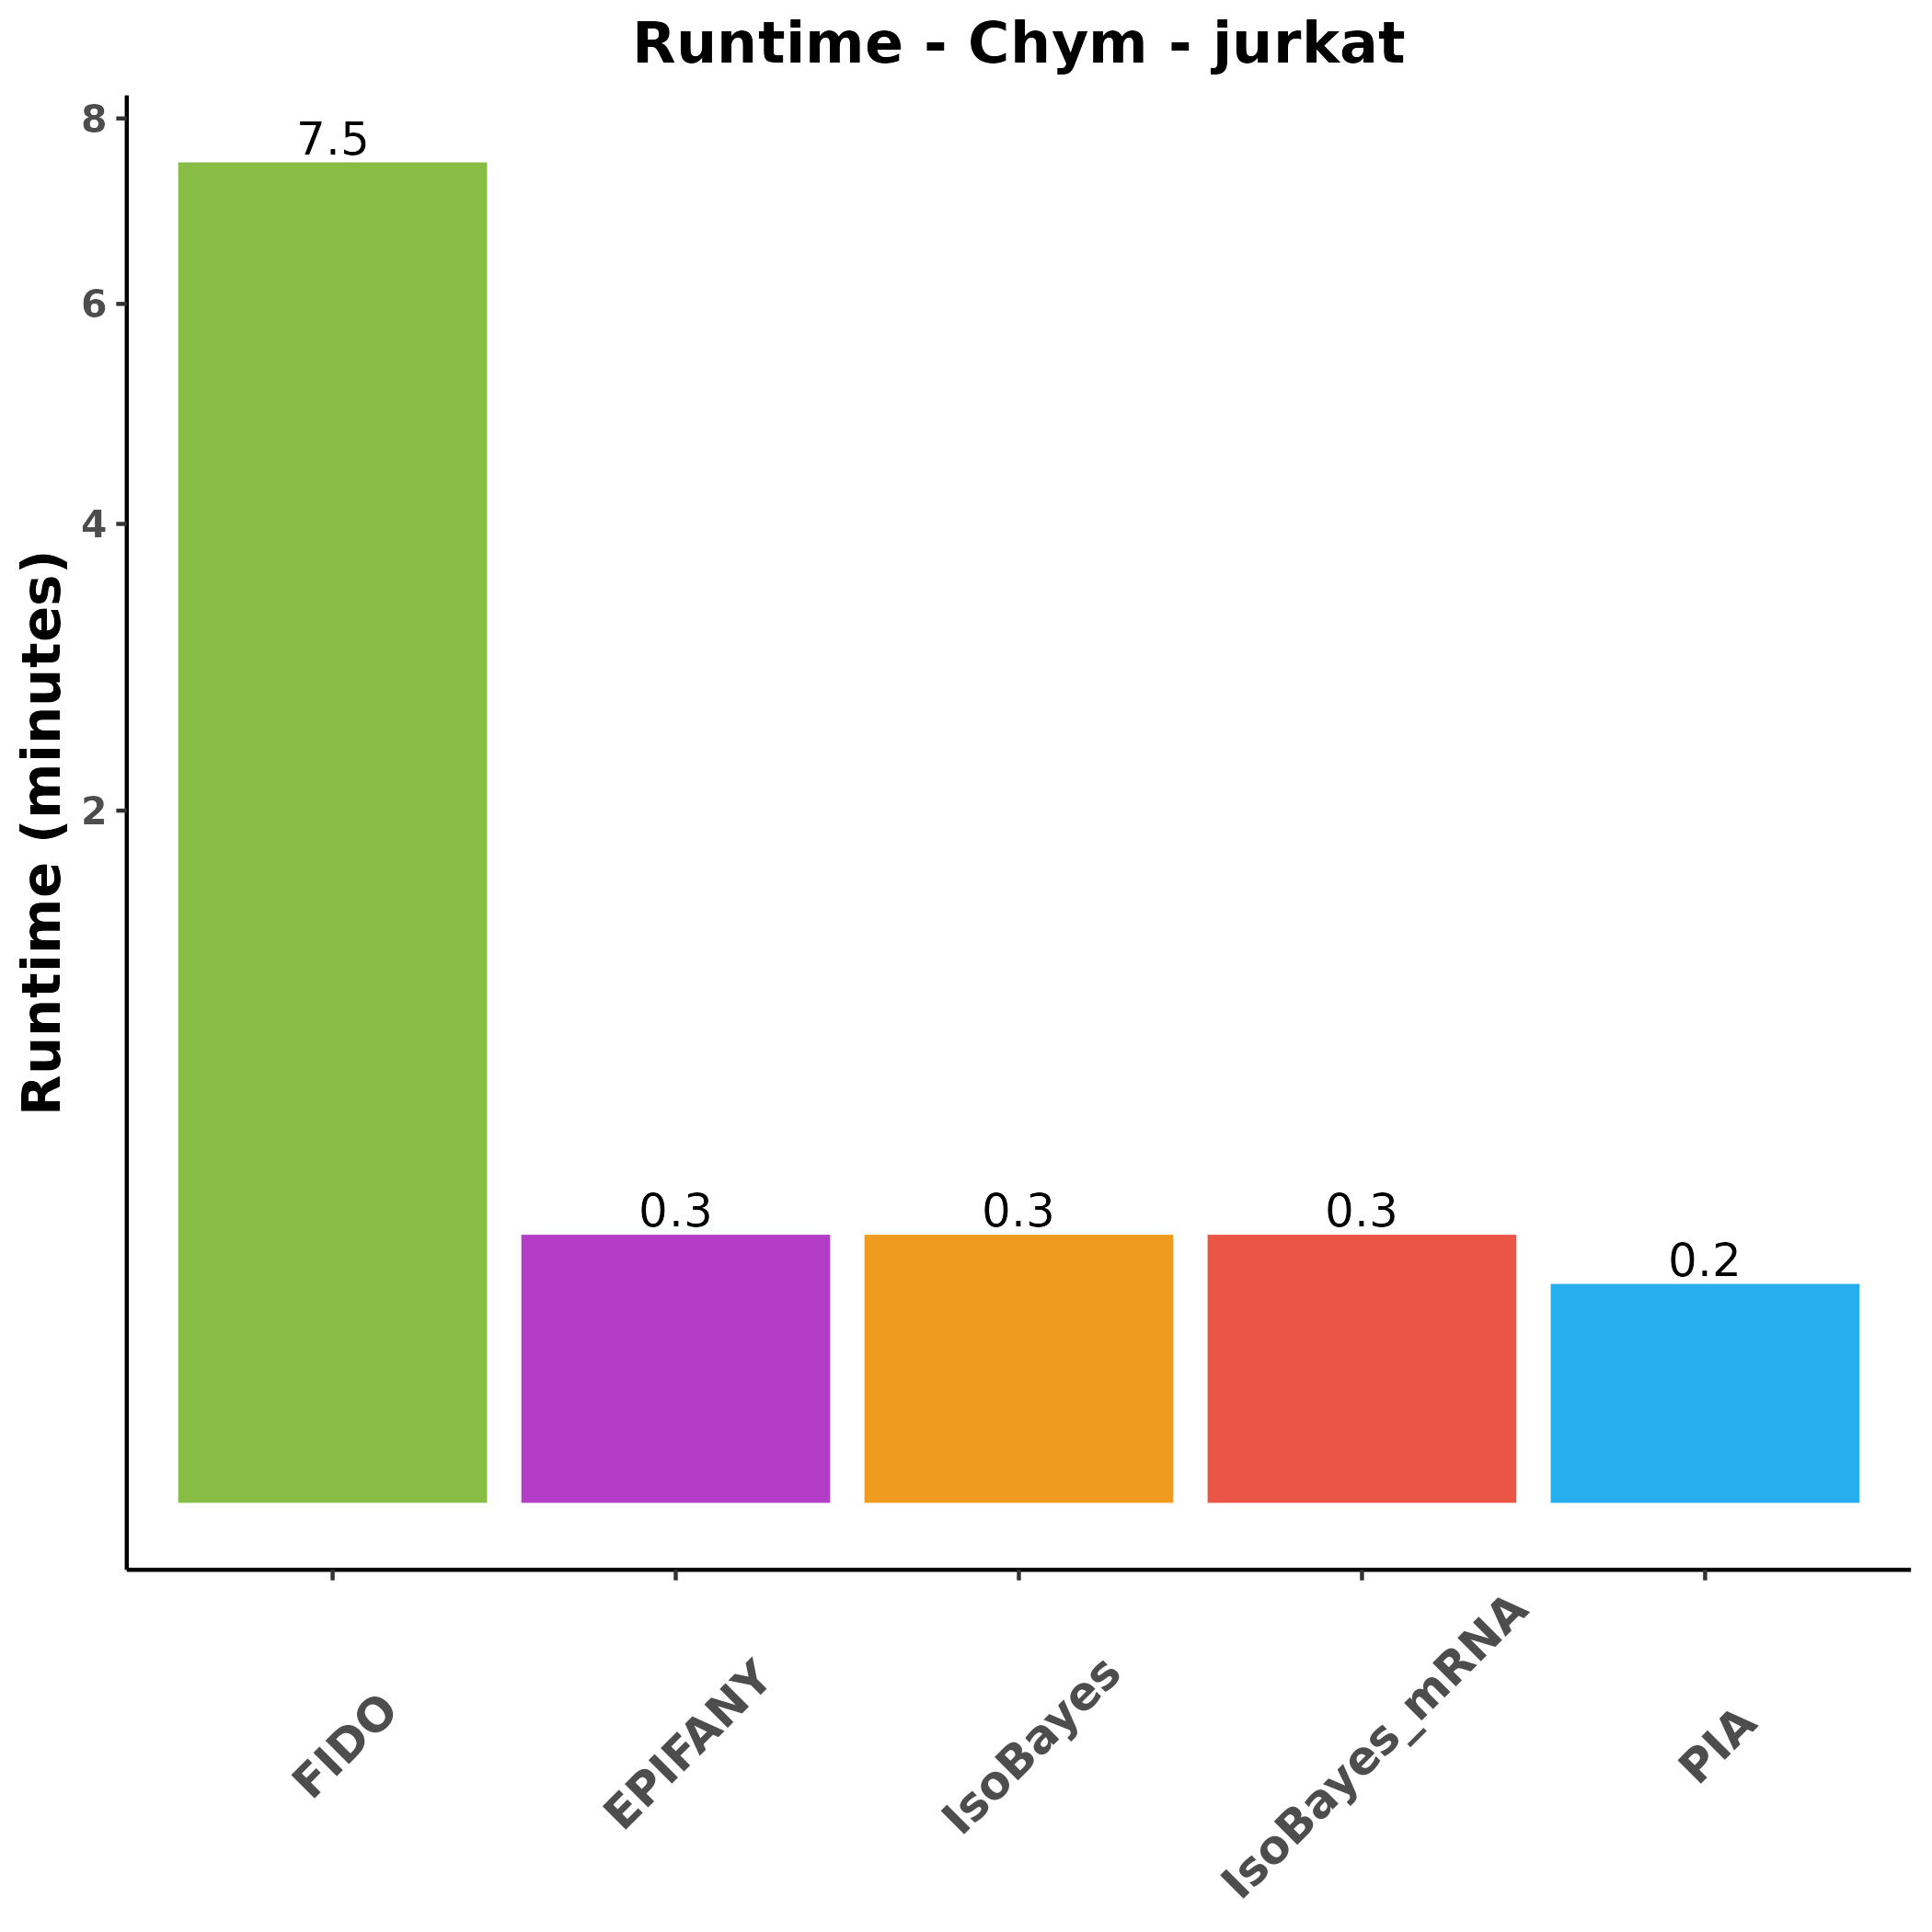 Runtime - Chym - jurkat
Runtime (minutes)
8
6
4
2
7.5
0.3
0.3
0.3
0.2
FIDO
EPIFANY
IsoBayes
IsoBayes_mRNA
PIA